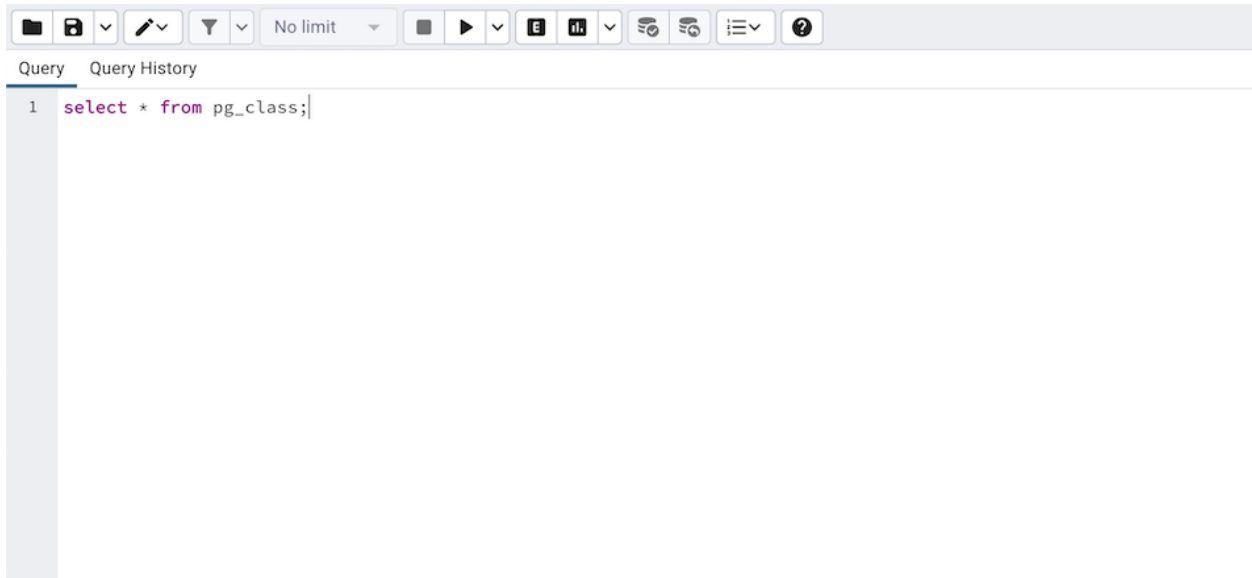 No limit
E
Query Query History
1 select * from pg_class;